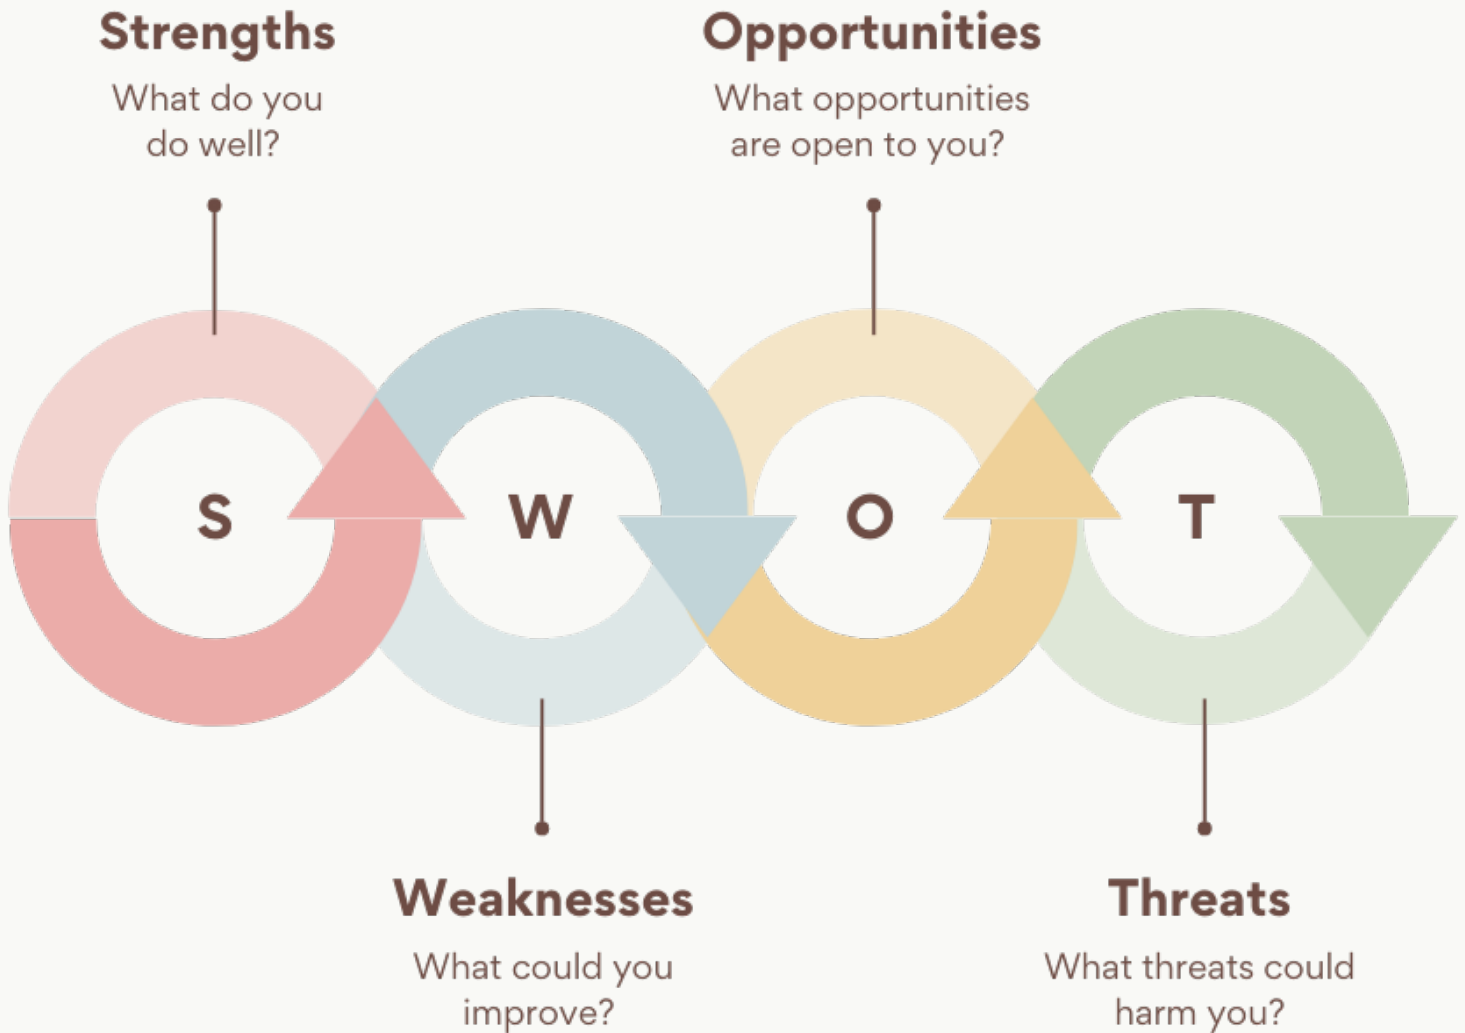 Strengths
What do you
do well?
Opportunities
What opportunities
are open to you?
S
W
O
T
Weaknesses
What could you
improve?
Threats
What threats could
harm you?